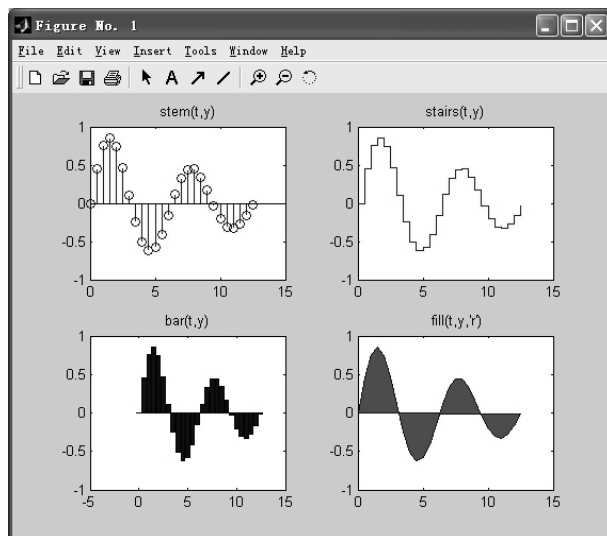 Figure No. 1
File Edit View Insert Tools Window Help
A
stem(t,y)
1
0.5
0
-0.5
-1
0 5 10 15
stairs(t,y)
1
0.5
0
-0.5
-1
0 5 10 15
bar(t,y)
1
0.5
0
-0.5
-1
-5 0 5 10 15
fill(t,y,'r')
1
0.5
0
-0.5
-1
0 5 10 15